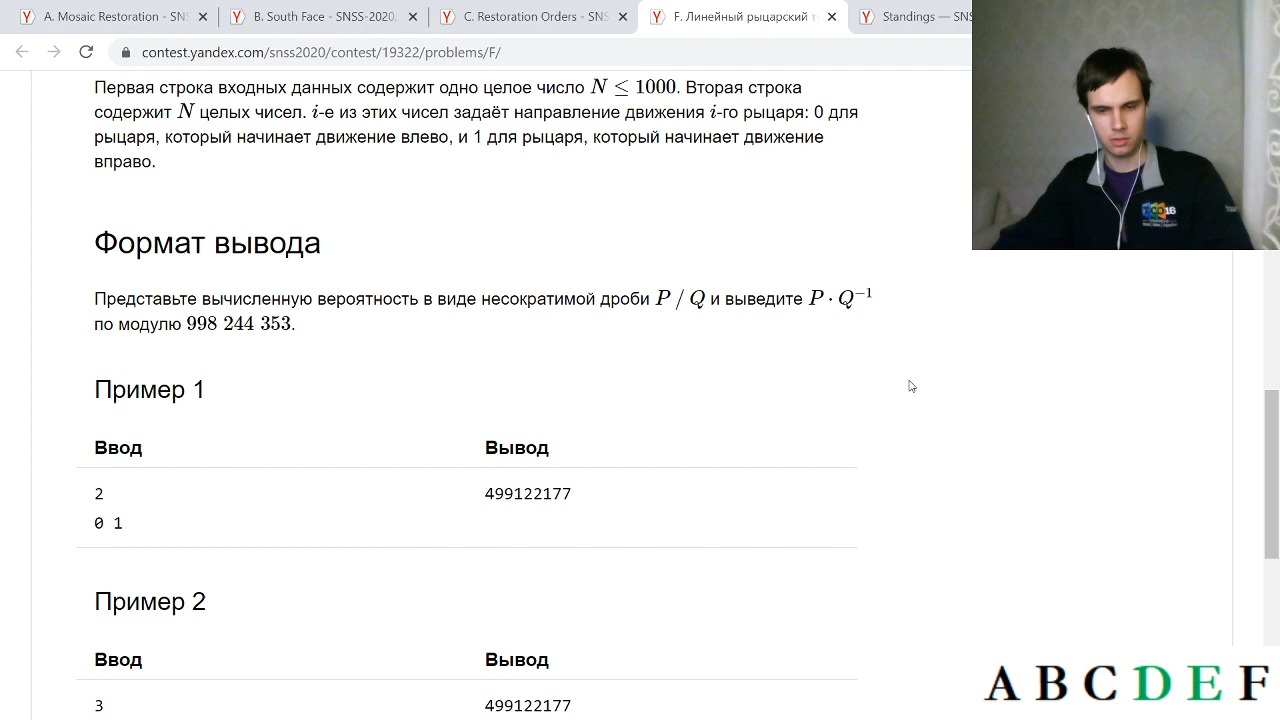 A. Mosaic Restoration - SNSS
B. South Face - SNSS-2020,
C. Restoration Orders - SNS
F. Линейный рыцарский т
Standings — SNS
contest.yandex.com/snss2020/contest/19322/problems/F/
Первая строка входных данных содержит одно целое число N ≤ 1000. Вторая строка
содержит N целых чисел. i-е из этих чисел задаёт направление движения i-го рыцаря: 0 для
рыцаря, который начинает движение влево, и 1 для рыцаря, который начинает движение
вправо.
Формат вывода
Представьте вычисленную вероятность в виде несократимой дроби P / Q и выведите P · Q⁻¹
по модулю 998 244 353.
Пример 1
Ввод Вывод
2 499122177
0 1
Пример 2
Ввод Вывод
3 499122177
A B C D E F